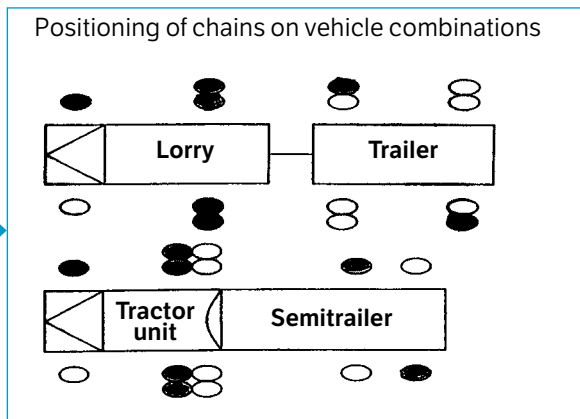 Positioning of chains on vehicle combinations
Lorry
Trailer
Tractor
unit
Semitrailer